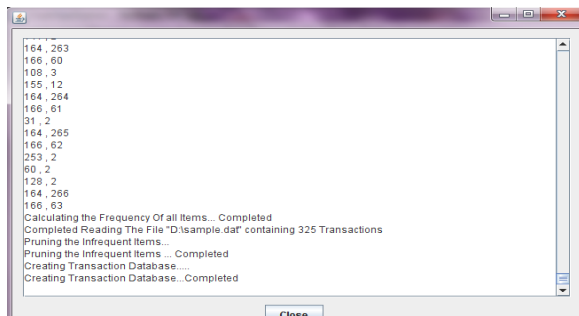 164 , 263
166 , 60
108 , 3
155 , 12
164 , 264
166 , 61
31 , 2
164 , 265
166 , 62
253 , 2
60 , 2
128 , 2
164 , 266
166 , 63
Calculating the Frequency Of all Items... Completed
Completed Reading The File "D:\sample.dat" containing 325 Transactions
Pruning the Infrequent Items...
Pruning the Infrequent Items ... Completed
Creating Transaction Database.....
Creating Transaction Database...Completed
Close